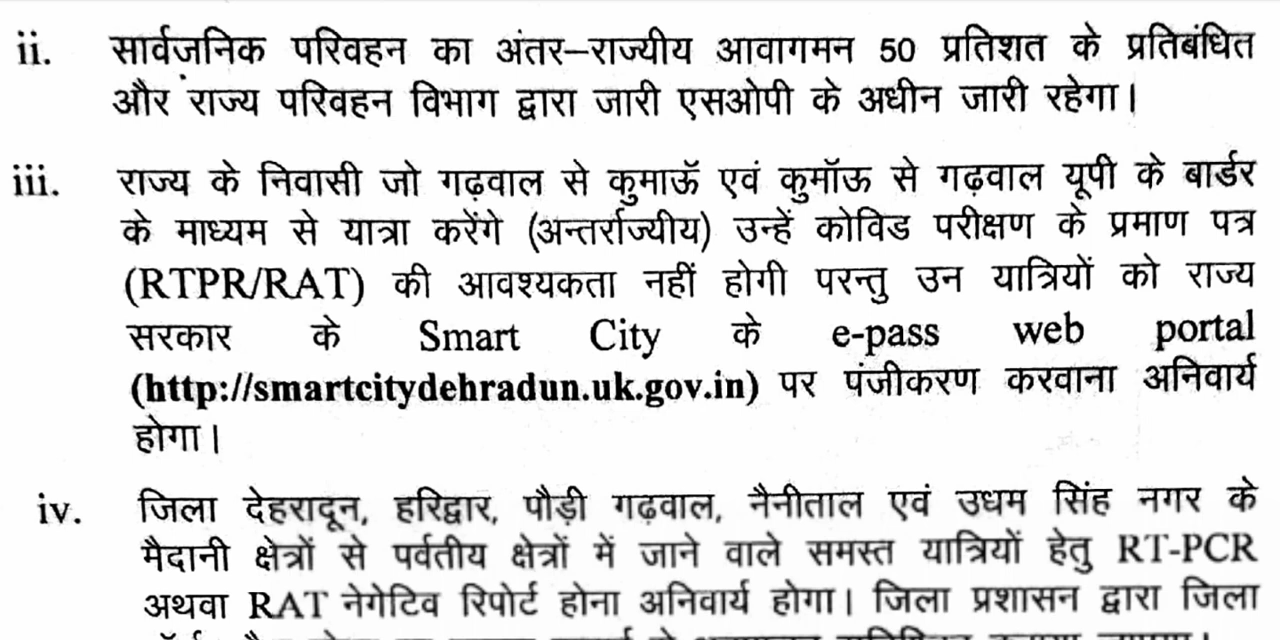 ii. सार्वजनिक परिवहन का अंतर–राज्यीय आवागमन 50 प्रतिशत के प्रतिबंधित
और राज्य परिवहन विभाग द्वारा जारी एसओपी के अधीन जारी रहेगा।
iii. राज्य के निवासी जो गढ़वाल से कुमाऊॅ एवं कुमॉऊ से गढ़वाल यूपी के बार्डर
के माध्यम से यात्रा करेंगे (अन्तर्राज्यीय) उन्हें कोविड परीक्षण के प्रमाण पत्र
(RTPR/RAT) की आवश्यकता नहीं होगी परन्तु उन यात्रियों को राज्य
सरकार के Smart City के e-pass web portal
(http://smartcitydehradun.uk.gov.in) पर पंजीकरण करवाना अनिवार्य
होगा।
iv. जिला देहरादून, हरिद्वार, पौड़ी गढ़वाल, नैनीताल एवं उधम सिंह नगर के
मैदानी क्षेत्रों से पर्वतीय क्षेत्रों में जाने वाले समस्त यात्रियों हेतु RT-PCR
अथवा RAT नेगेटिव रिपोर्ट होना अनिवार्य होगा। जिला प्रशासन द्वारा जिला